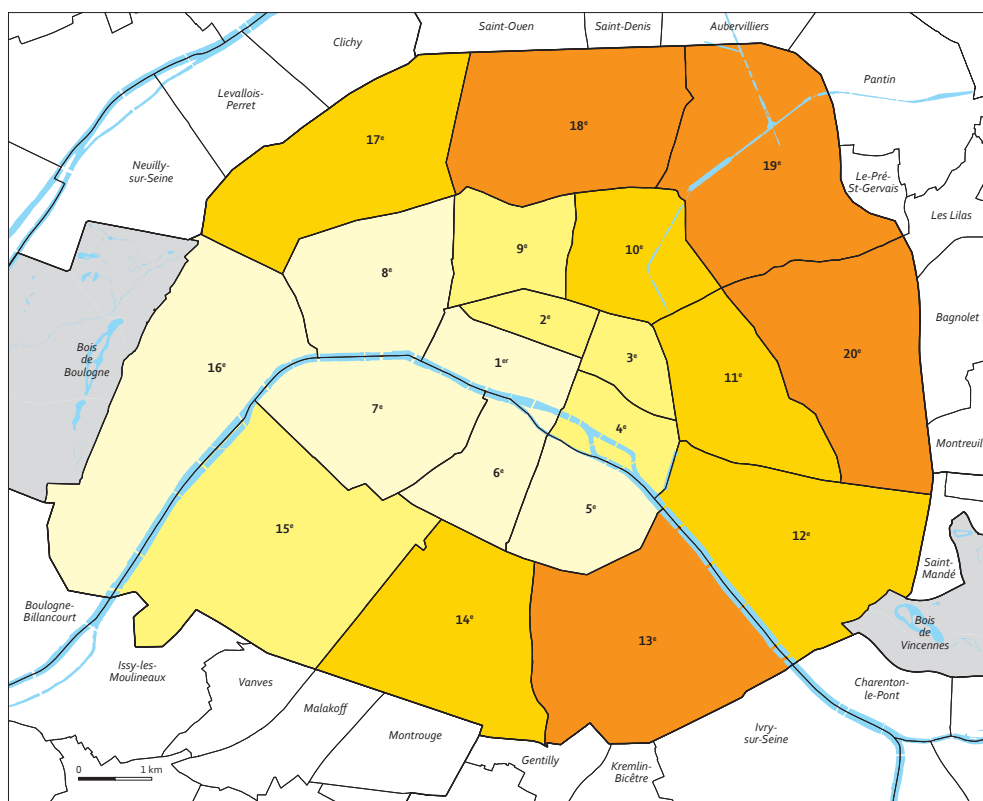 Saint-Ouen
Saint-Denis
Aubervilliers
Clichy
Pantin
Levallois-
Perret
17ᵉ
18ᵉ
19ᵉ
Neuilly-
sur-Seine
Le-Pré-
St-Gervais
Les Lilas
8ᵉ
9ᵉ
10ᵉ
Bagnolet
2ᵉ
Bois
de
Boulogne
16ᵉ
1ᵉʳ
3ᵉ
11ᵉ
20ᵉ
7ᵉ
4ᵉ
Montreuil
6ᵉ
5ᵉ
15ᵉ
12ᵉ
Saint-
Mandé
Boulogne-
Billancourt
14ᵉ
13ᵉ
Bois
de
Vincennes
Issy-les-
Moulineaux
Vanves
Charenton-
le-Pont
Malakoff
Montrouge
Ivry-
sur-Seine
Gentilly
Kremlin-
Bicêtre
0 1 km